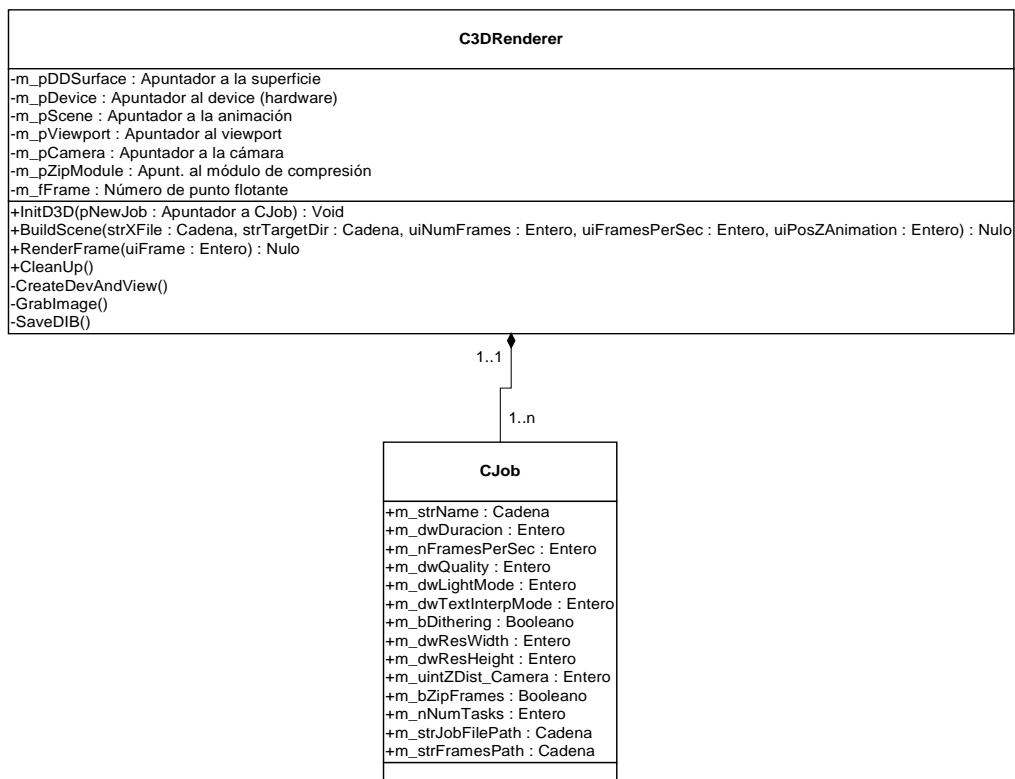 C3DRenderer
-m_pDDSurface : Apuntador a la superficie
-m_pDevice : Apuntador al device (hardware)
-m_pScene : Apuntador a la animación
-m_pViewport : Apuntador al viewport
-m_pCamera : Apuntador a la cámara
-m_pZipModule : Apunt. al módulo de compresión
-m_fFrame : Número de punto flotante
+InitD3D(pNewJob : Apuntador a CJob) : Void
+BuildScene(strXFile : Cadena, strTargetDir : Cadena, uiNumFrames : Entero, uiFramesPerSec : Entero, uiPosZAnimation : Entero) : Nulo
+RenderFrame(uiFrame : Entero) : Nulo
+CleanUp()
-CreateDevAndView()
-GrabImage()
-SaveDIB()
1..1
1..n
CJob
+m_strName : Cadena
+m_dwDuracion : Entero
+m_nFramesPerSec : Entero
+m_dwQuality : Entero
+m_dwLightMode : Entero
+m_dwTextInterpMode : Entero
+m_bDithering : Booleano
+m_dwResWidth : Entero
+m_dwResHeight : Entero
+m_uintZDist_Camera : Entero
+m_bZipFrames : Booleano
+m_nNumTasks : Entero
+m_strJobFilePath : Cadena
+m_strFramesPath : Cadena